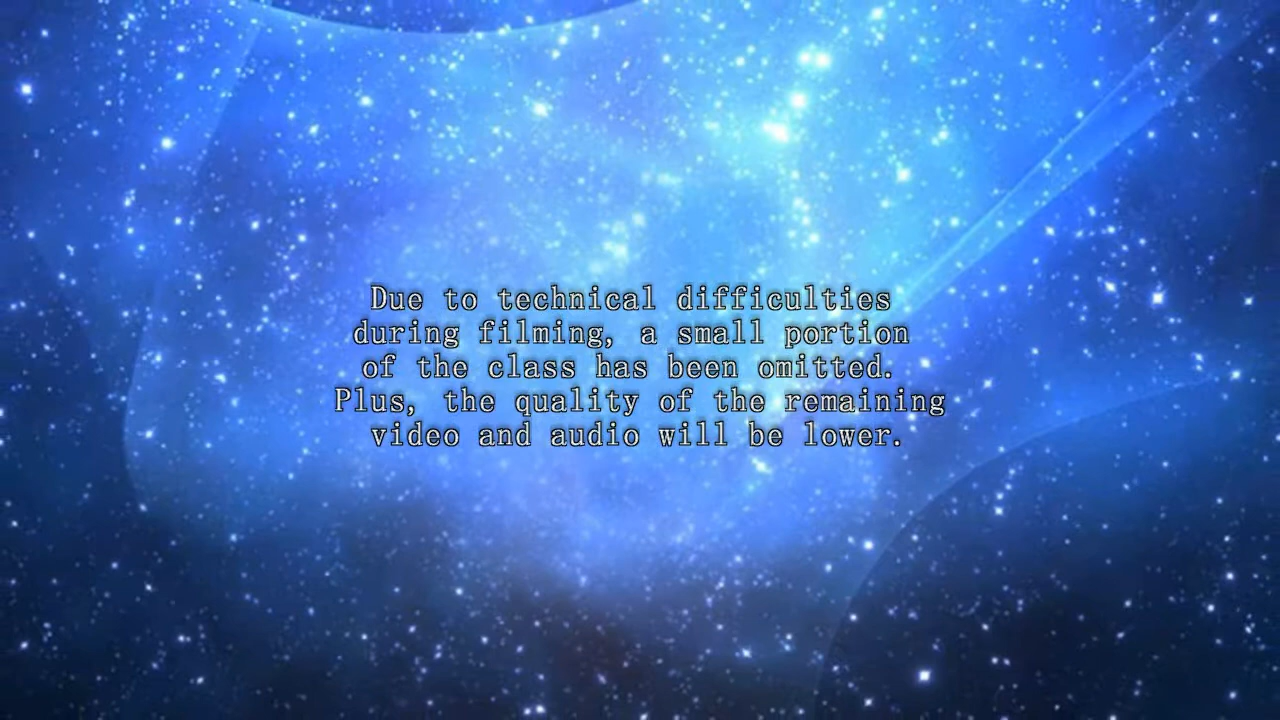 Due to technical difficulties
during filming, a small portion
of the class has been omitted.
Plus, the quality of the remaining
video and audio will be lower.